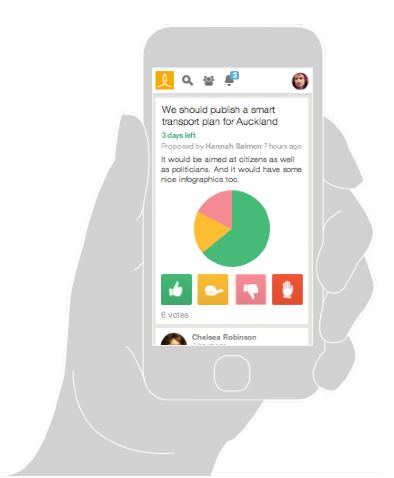 3
We should publish a smart
transport plan for Auckland
3 days left
Proposed by Hannah Salmon 7 hours ago
It would be aimed at citizens as well
as politicians. And it would have some
nice infographics too.
6 votes
Chelsea Robinson